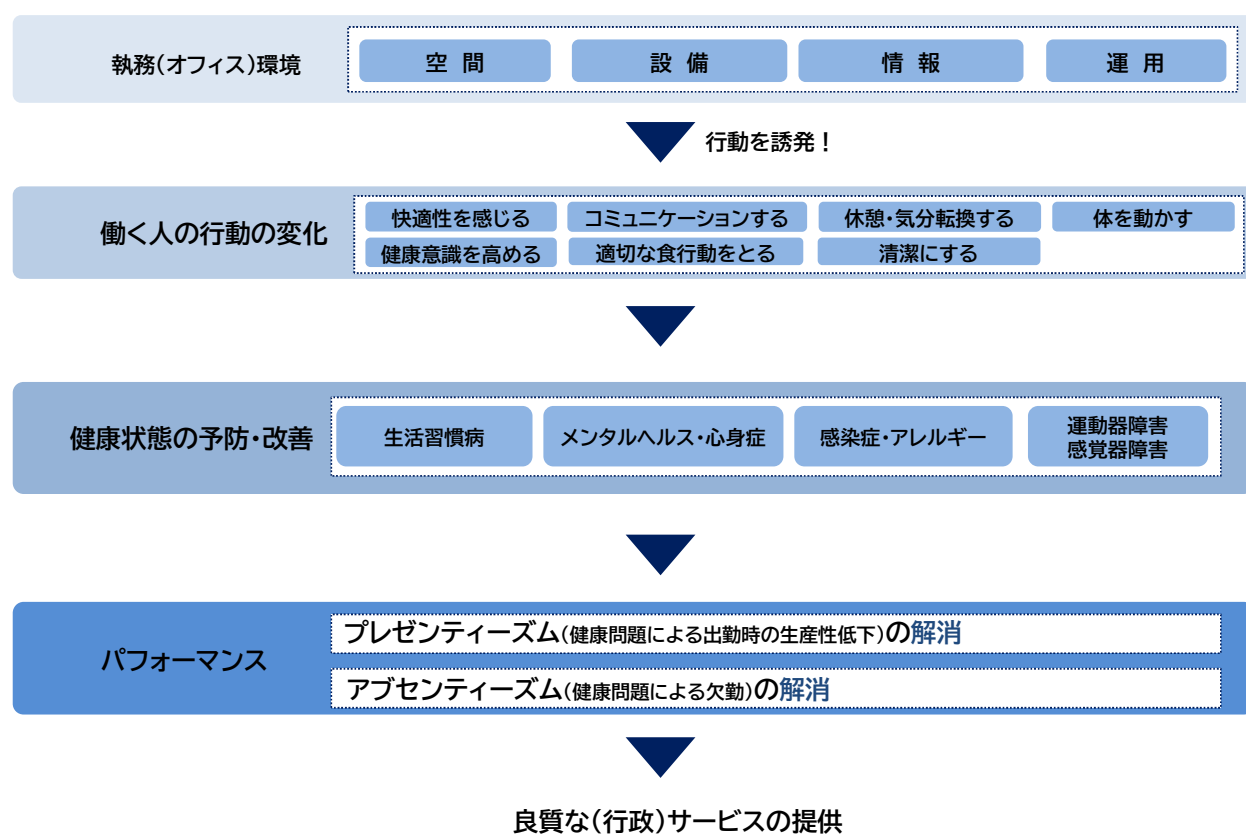 執務(オフィス)環境
空 間
設 備
情 報
運 用
行動を誘発！
働く人の行動の変化
快適性を感じる
コミュニケーションする
休憩・気分転換する
体を動かす
健康意識を高める
適切な食行動をとる
清潔にする
健康状態の予防・改善
生活習慣病
メンタルヘルス・心身症
感染症・アレルギー
運動器障害
感覚器障害
パフォーマンス
プレゼンティーズム(健康問題による出勤時の生産性低下)の解消
アブセンティーズム(健康問題による欠勤)の解消
良質な(行政)サービスの提供